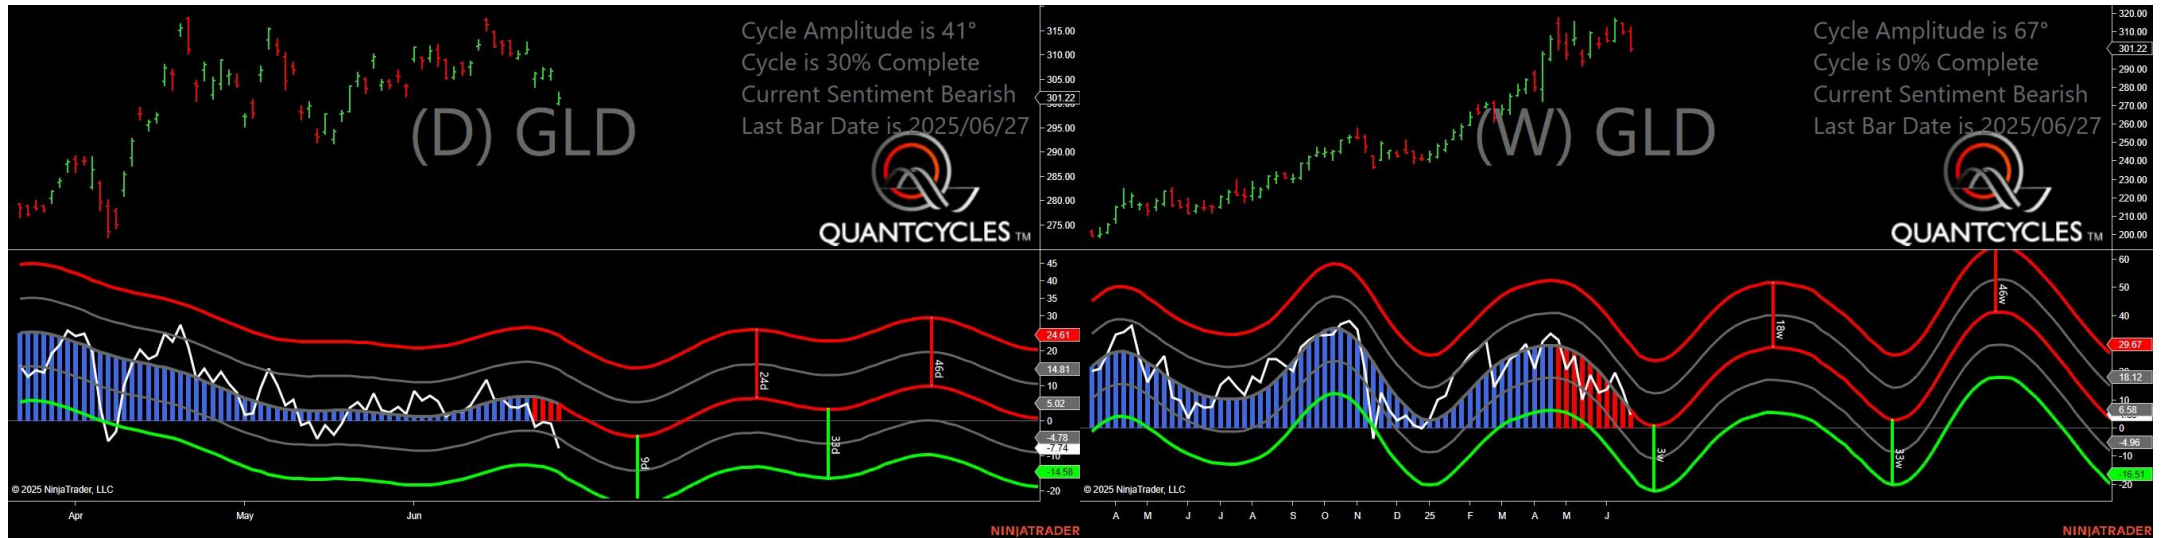 Cycle Amplitude is 41°
Cycle is 30% Complete
Current Sentiment Bearish
Last Bar Date is 2025/06/27
(D) GLD
QUANTCYCLES TM
315.00
310.00
305.00
301.22
295.00
290.00
285.00
280.00
275.00
45
40
35
30
24.61
20
14.81
10
5.02
0
-4.78
-7.74
-10
-14.58
-20
9d
24d
33d
46d
© 2025 NinjaTrader, LLC
Apr
May
Jun
NINJATRADER
Cycle Amplitude is 67°
Cycle is 0% Complete
Current Sentiment Bearish
Last Bar Date is 2025/06/27
(W) GLD
QUANTCYCLES TM
320.00
310.00
301.22
290.00
280.00
270.00
260.00
250.00
240.00
230.00
220.00
210.00
200.00
60
50
40
29.67
18.12
10
6.58
0
-4.96
-10
-16.51
-20
3w
18w
33w
46w
© 2025 NinjaTrader, LLC
A
M
J
J
A
S
O
N
D
25
F
M
A
M
J
NINJATRADER